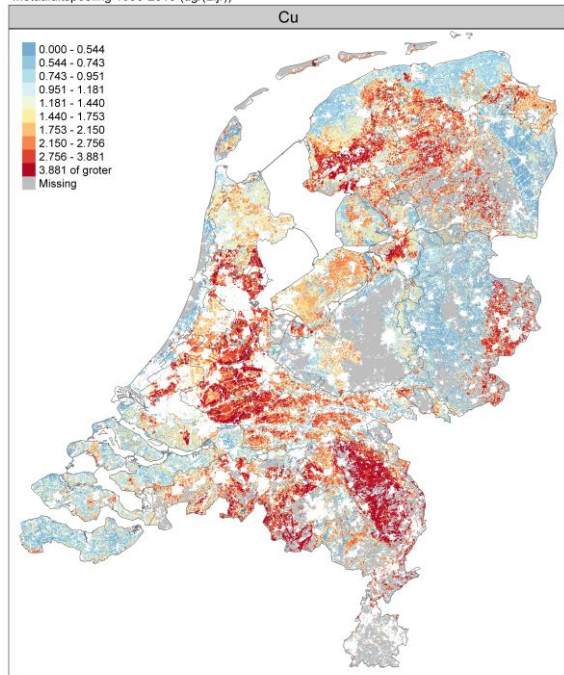 Cu
0.000 - 0.544
0.544 - 0.743
0.743 - 0.951
0.951 - 1.181
1.181 - 1.440
1.440 - 1.753
1.753 - 2.150
2.150 - 2.756
2.756 - 3.881
3.881 of groter
Missing